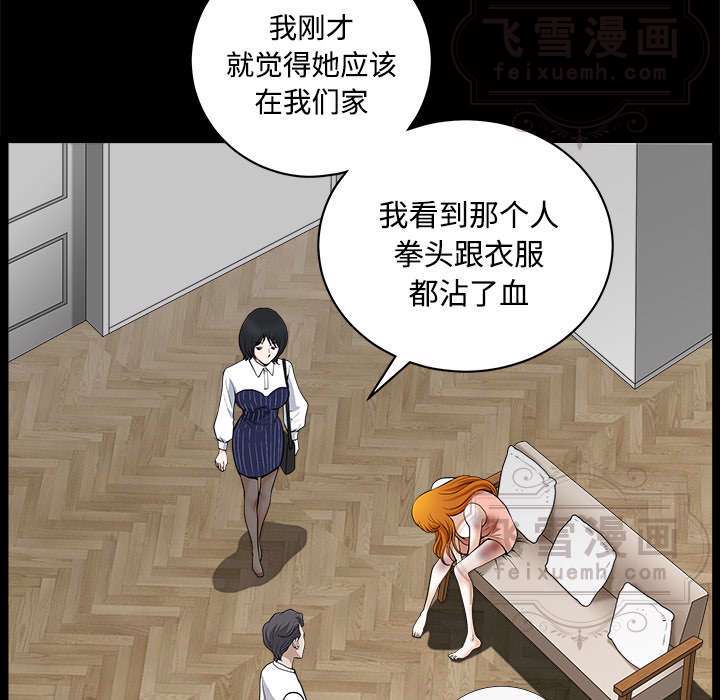 我刚才
就觉得她应该
在我们家
飞雪漫画
feixuemh.com
我看到那个人
拳头跟衣服
都沾了血
飞雪漫画
feixuemh.com